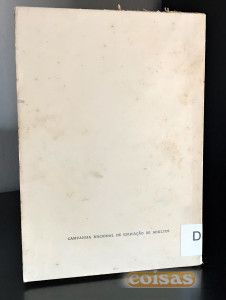 CAMPANHA NACIONAL DE EDUCAÇÃO DE ADULTOS
D
coisas